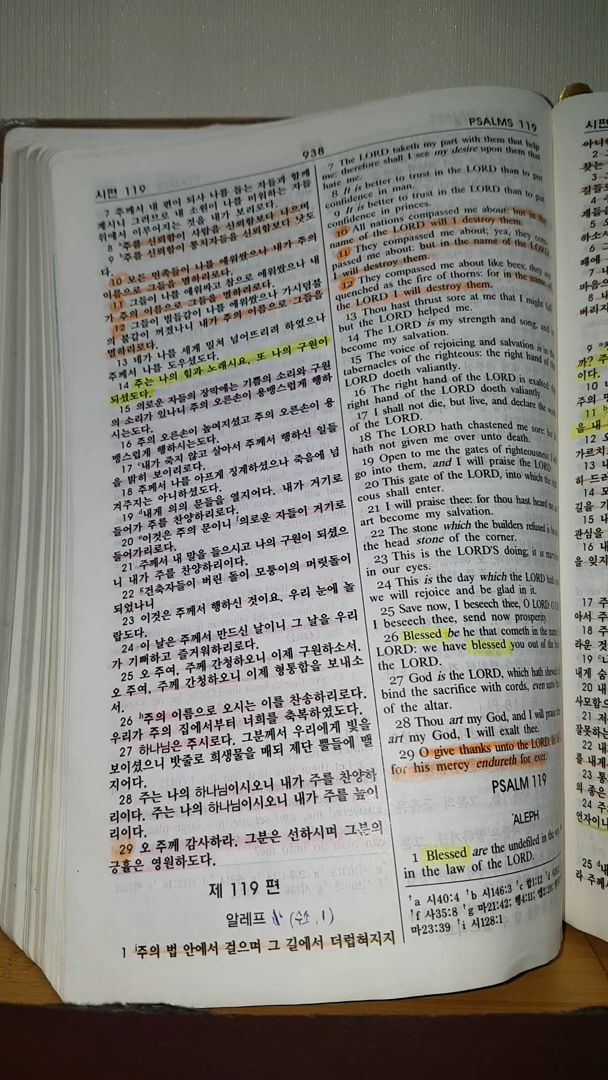 938
PSALMS 119
시편 119
7 주께서 내 편이 되사 나를 돕는 자들과 함께
계시니 그러므로 내 소원이 나를 미워하는 자들
위에서 이루어지는 것을 내가 보리로다.
8 주를 신뢰함이 사람을 신뢰함보다 나으며
9 주를 신뢰함이 통치자들을 신뢰함보다 낫도
다.
10 모든 민족들이 나를 에워쌌으나 내가 주의
이름으로 그들을 멸하리로다.
11 그들이 나를 에워싸고 참으로 에워쌌으나 내
가 주의 이름으로 그들을 멸하리로다.
12 그들이 벌들같이 나를 에워쌌으나 가시덤불
의 불같이 꺼졌나니 내가 주의 이름으로 그들을
멸하리로다.
13 네가 나를 세게 밀쳐 넘어뜨리려 하였으나
주께서 나를 도우셨도다.
14 주는 나의 힘과 노래시요, 또 나의 구원이
되셨도다.
15 의로운 자들의 장막에는 기쁨의 소리와 구원
의 소리가 있나니 주의 오른손이 용맹스럽게 행하
시는도다.
16 주의 오른손이 높여지셨고 주의 오른손이 용
맹스럽게 행하시는도다.
17 내가 죽지 않고 살아서 주께서 행하신 일들
을 밝히 보이리로다.
18 주께서 나를 아프게 징계하셨으나 죽음에 넘
겨주지는 아니하셨도다.
19 내게 의의 문들을 열지어다. 내가 거기로
들어가 주를 찬양하리로다.
20 이것은 주의 문이니 의로운 자들이 거기로
들어가리로다.
21 주께서 내 말을 들으시고 나의 구원이 되셨으
니 내가 주를 찬양하리이다.
22 건축자들이 버린 돌이 모퉁이의 머릿돌이
되었나니
23 이것은 주께서 행하신 것이요, 우리 눈에 놀
랍도다.
24 이 날은 주께서 만드신 날이니 그 날을 우리
가 기뻐하고 즐거워하리로다.
25 오 주여, 주께 간청하오니 이제 구원하소서.
오 주여, 주께 간청하오니 이제 형통함을 보내소
서.
26 주의 이름으로 오시는 이를 찬송하리로다.
우리가 주의 집에서부터 너희를 축복하였도다.
27 하나님은 주시로다. 그분께서 우리에게 빛을
보이셨으니 밧줄로 희생물을 매되 제단 뿔들에 맬
지어다.
28 주는 나의 하나님이시오니 내가 주를 찬양하
리이다. 주는 나의 하나님이시오니 내가 주를 높이
리이다.
29 오 주께 감사하라. 그분은 선하시며 그분의
긍휼은 영원하도다.
제 119 편
알레프
1 주의 법 안에서 걸으며 그 길에서 더럽혀지지
7 The LORD taketh my part with them that help
me: therefore shall I see my desire upon them that
hate me.
8 It is better to trust in the LORD than to put
confidence in man.
9 It is better to trust in the LORD than to put
confidence in princes.
10 All nations compassed me about: but in the
name of the LORD will I destroy them.
11 They compassed me about; yea, they com-
passed me about: but in the name of the LORD
I will destroy them.
12 They compassed me about like bees; they are
quenched as the fire of thorns: for in the name of
the LORD I will destroy them.
13 Thou hast thrust sore at me that I might fall:
but the LORD helped me.
14 The LORD is my strength and song, and is
become my salvation.
15 The voice of rejoicing and salvation is in the
tabernacles of the righteous: the right hand of the
LORD doeth valiantly.
16 The right hand of the LORD is exalted: the
right hand of the LORD doeth valiantly.
17 I shall not die, but live, and declare the works
of the LORD.
18 The LORD hath chastened me sore: but he
hath not given me over unto death.
19 Open to me the gates of righteousness: I will
go into them, and I will praise the LORD:
20 This gate of the LORD, into which the right-
eous shall enter.
21 I will praise thee: for thou hast heard me, and
art become my salvation.
22 The stone which the builders refused is become
the head stone of the corner.
23 This is the LORD'S doing; it is marvellous
in our eyes.
24 This is the day which the LORD hath made;
we will rejoice and be glad in it.
25 Save now, I beseech thee, O LORD: O LORD,
I beseech thee, send now prosperity.
26 Blessed be he that cometh in the name of the
LORD: we have blessed you out of the house of
the LORD.
27 God is the LORD, which hath shewed us light:
bind the sacrifice with cords, even unto the horns
of the altar.
28 Thou art my God, and I will praise thee: thou
art my God, I will exalt thee.
29 O give thanks unto the LORD; for he is good:
for his mercy endureth for ever.
PSALM 119
ALEPH
1 Blessed are the undefiled in the way, who walk
in the law of the LORD.
a 시40:4 b 시146:3
f 사35:8 g 마21:42; 행4:11;
마23:39 i 시128:1